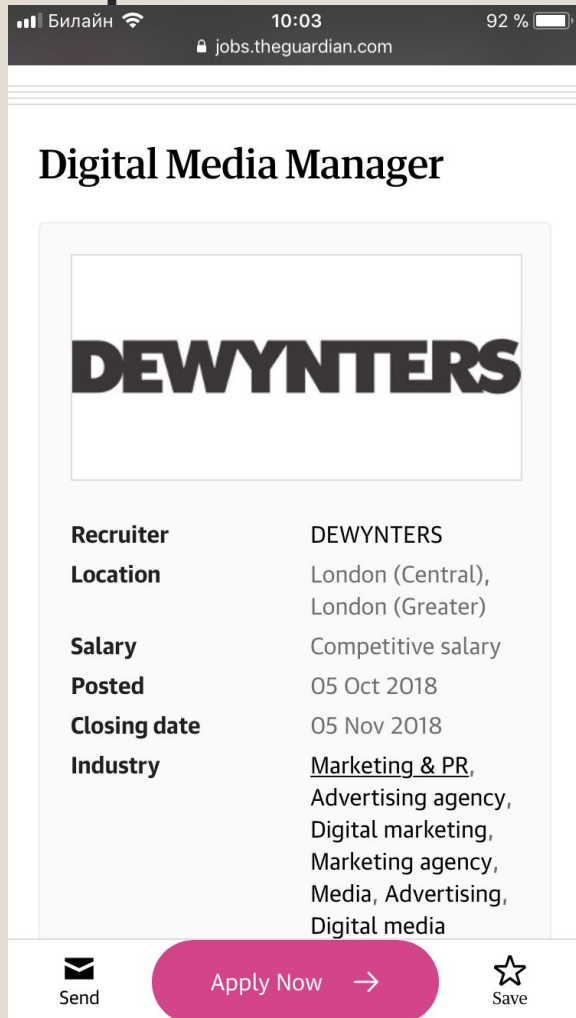 Билайн 10:03 92 %
jobs.theguardian.com
Digital Media Manager
DEWYNTERS
Recruiter DEWYNTERS
Location London (Central),
London (Greater)
Salary Competitive salary
Posted 05 Oct 2018
Closing date 05 Nov 2018
Industry Marketing & PR,
Advertising agency,
Digital marketing,
Marketing agency,
Media, Advertising,
Digital media
Send Apply Now → Save